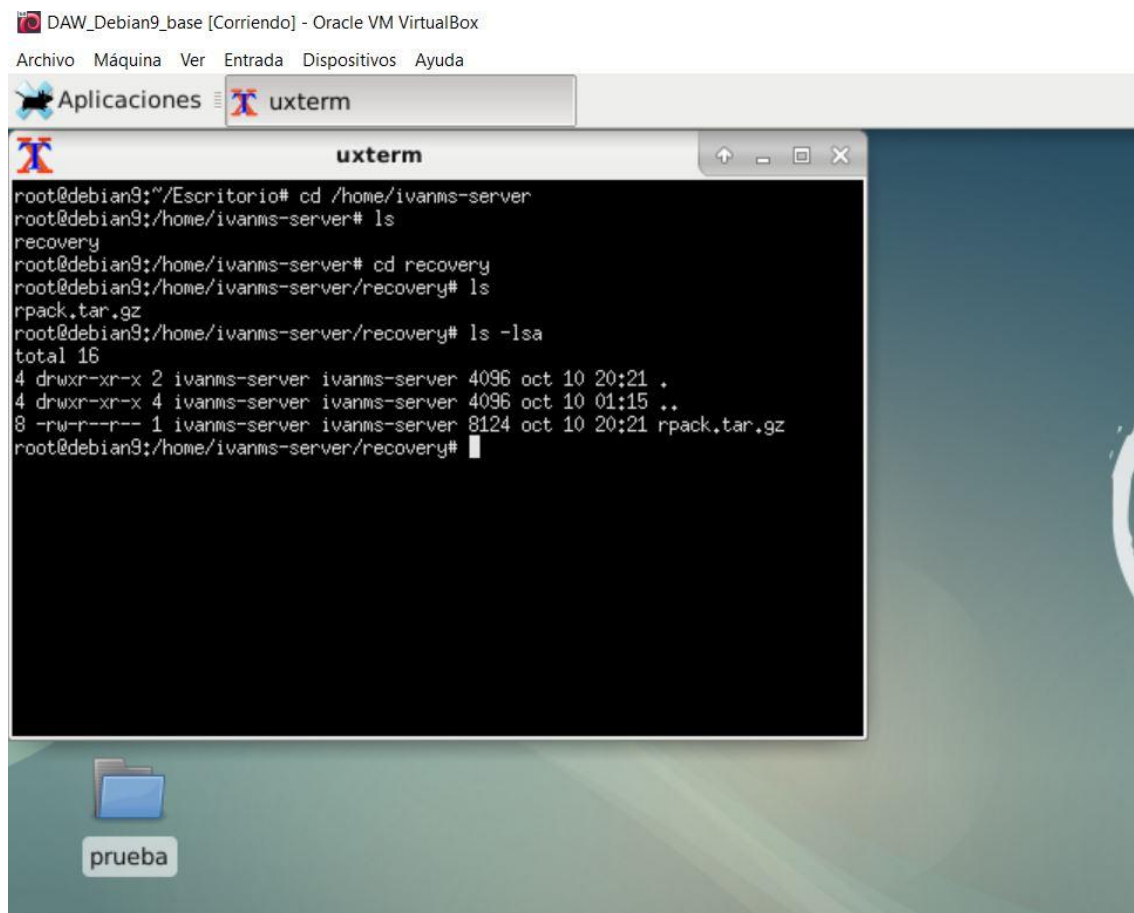 DAW_Debian9_base [Corriendo] - Oracle VM VirtualBox
Archivo Máquina Ver Entrada Dispositivos Ayuda
Aplicaciones uxterm
uxterm
root@debian9:~/Escritorio# cd /home/ivanms-server
root@debian9:/home/ivanms-server# ls
recovery
root@debian9:/home/ivanms-server# cd recovery
root@debian9:/home/ivanms-server/recovery# ls
rpack.tar.gz
root@debian9:/home/ivanms-server/recovery# ls -lsa
total 16
4 drwxr-xr-x 2 ivanms-server ivanms-server 4096 oct 10 20:21 .
4 drwxr-xr-x 4 ivanms-server ivanms-server 4096 oct 10 01:15 ..
8 -rw-r--r-- 1 ivanms-server ivanms-server 8124 oct 10 20:21 rpack.tar.gz
root@debian9:/home/ivanms-server/recovery#
prueba